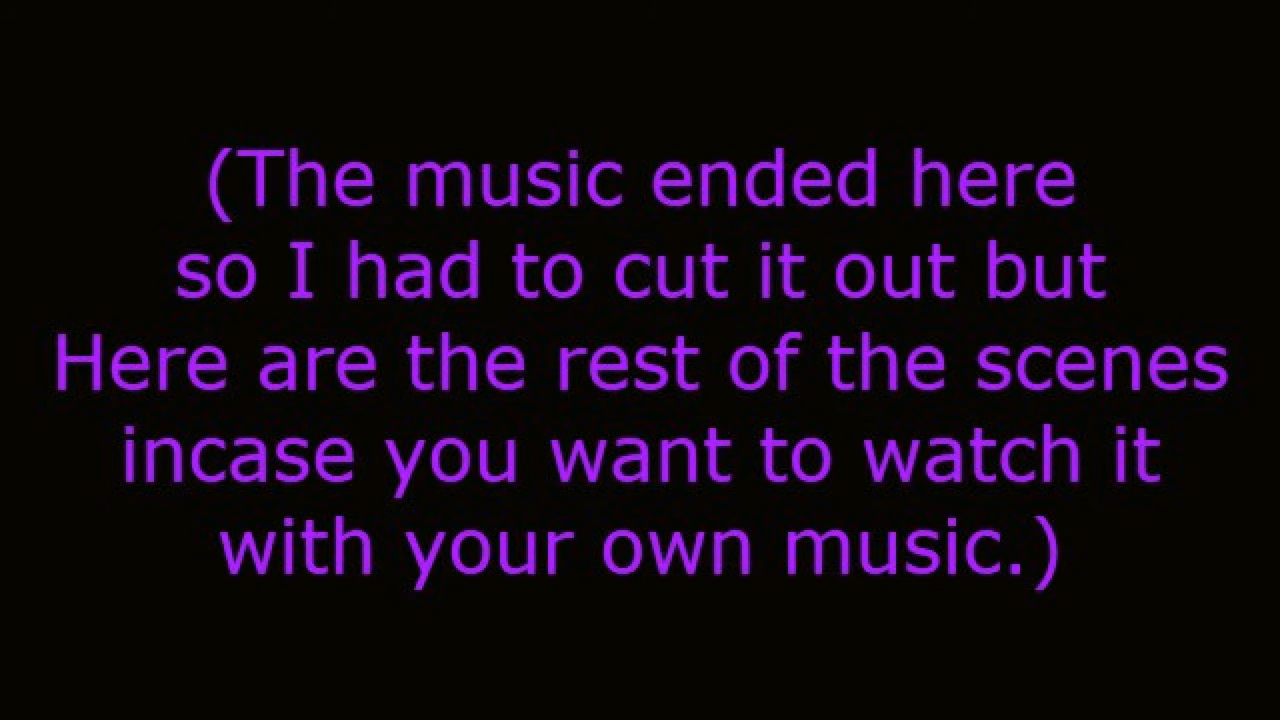 (The music ended here
so I had to cut it out but
Here are the rest of the scenes
incase you want to watch it
with your own music.)